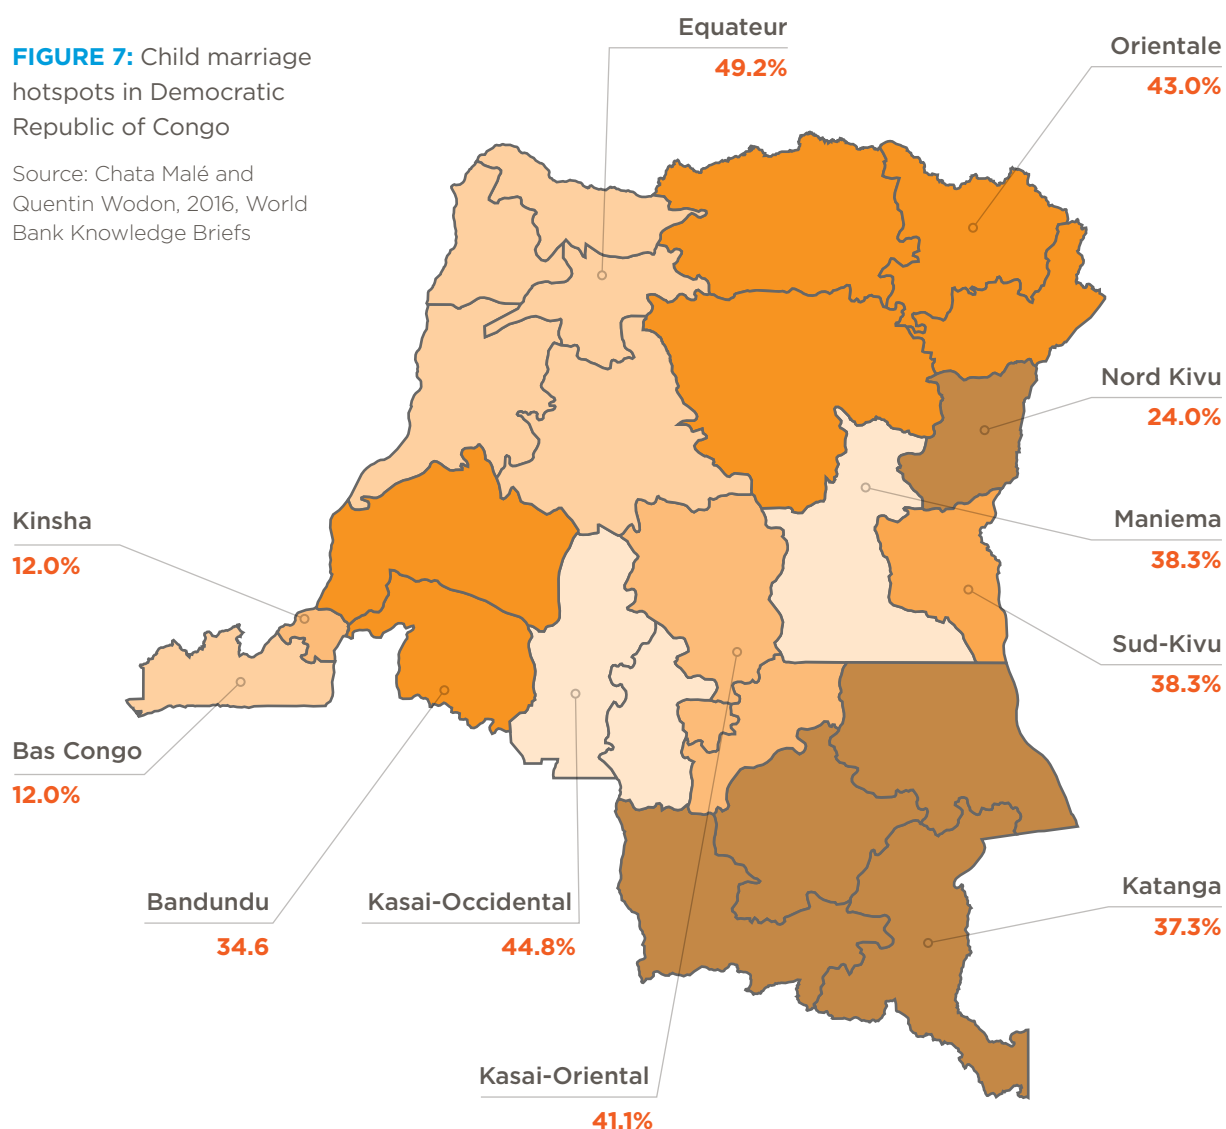 FIGURE 7: Child marriage
hotspots in Democratic
Republic of Congo
Source: Chata Malé and
Quentin Wodon, 2016, World
Bank Knowledge Briefs
Equateur
49.2%
Orientale
43.0%
Nord Kivu
24.0%
Kinsha
12.0%
Maniema
38.3%
Sud-Kivu
38.3%
Bas Congo
12.0%
Bandundu
34.6
Kasai-Occidental
44.8%
Katanga
37.3%
Kasai-Oriental
41.1%